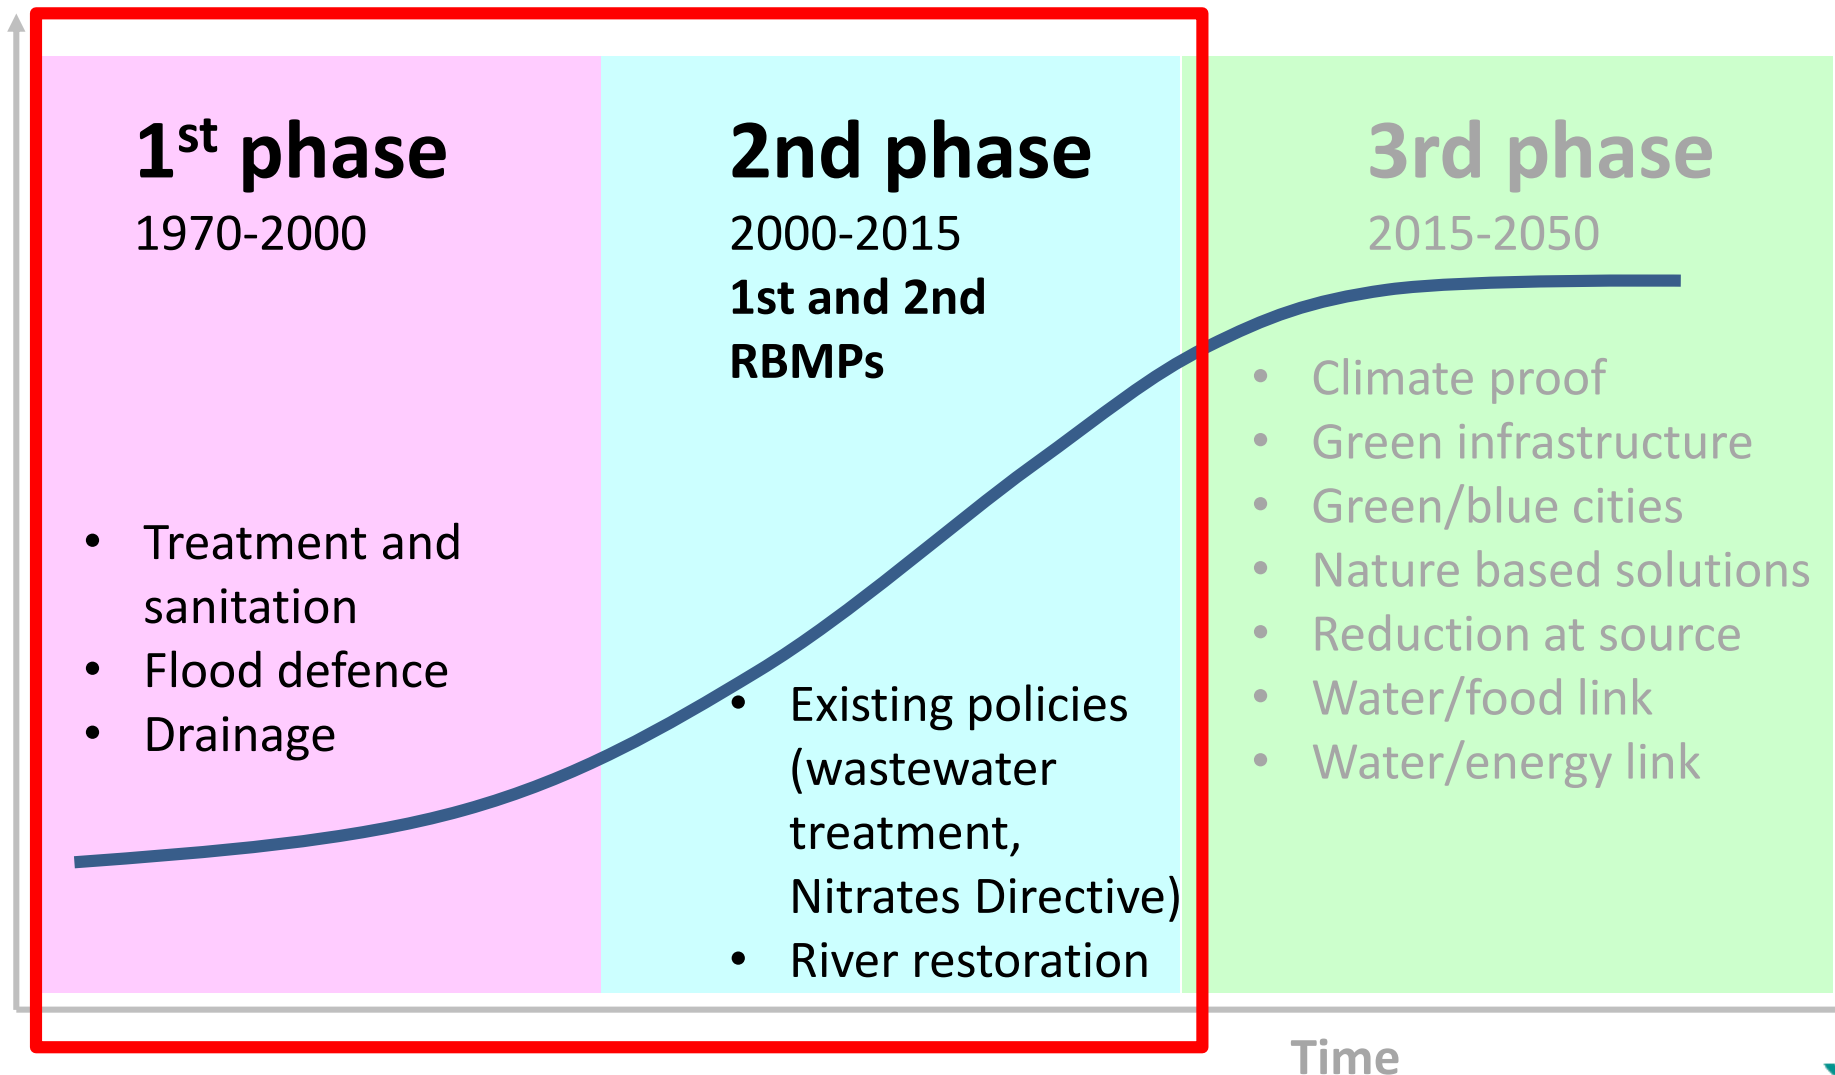 1st phase
1970-2000
• Treatment and
sanitation
• Flood defence
• Drainage
2nd phase
2000-2015
1st and 2nd
RBMPs
• Existing policies
(wastewater
treatment,
Nitrates Directive)
• River restoration
3rd phase
2015-2050
• Climate proof
• Green infrastructure
• Green/blue cities
• Nature based solutions
• Reduction at source
• Water/food link
• Water/energy link
Time